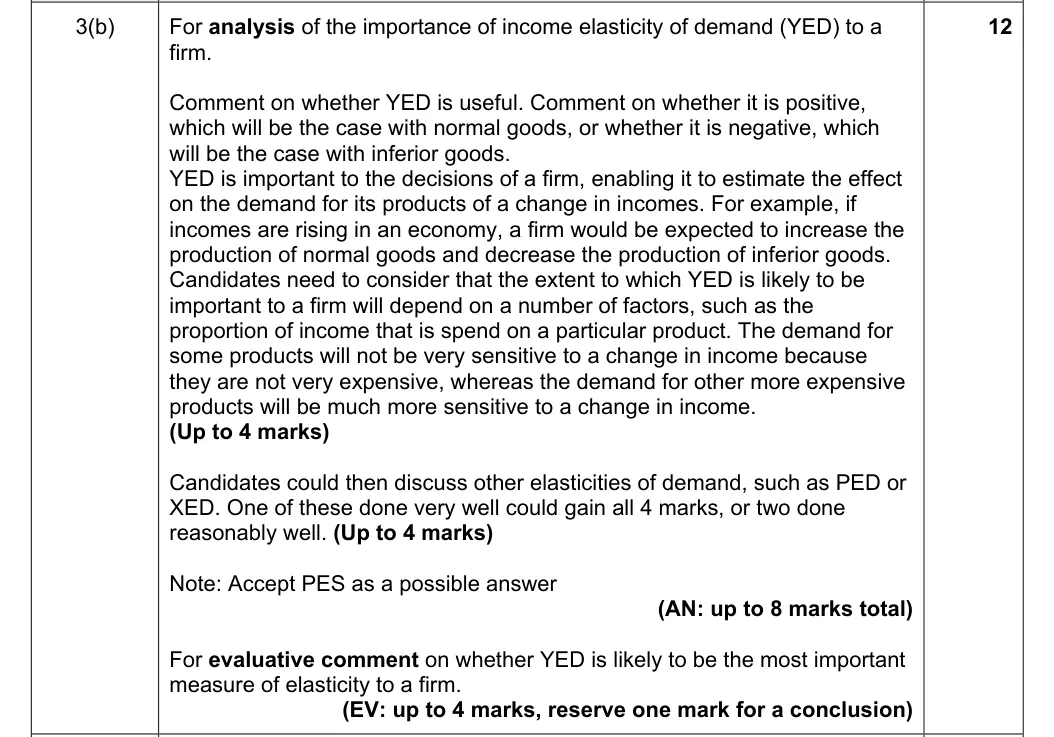 3(b)
For analysis of the importance of income elasticity of demand (YED) to a
firm.
12
Comment on whether YED is useful. Comment on whether it is positive,
which will be the case with normal goods, or whether it is negative, which
will be the case with inferior goods.
YED is important to the decisions of a firm, enabling it to estimate the effect
on the demand for its products of a change in incomes. For example, if
incomes are rising in an economy, a firm would be expected to increase the
production of normal goods and decrease the production of inferior goods.
Candidates need to consider that the extent to which YED is likely to be
important to a firm will depend on a number of factors, such as the
proportion of income that is spend on a particular product. The demand for
some products will not be very sensitive to a change in income because
they are not very expensive, whereas the demand for other more expensive
products will be much more sensitive to a change in income.
(Up to 4 marks)
Candidates could then discuss other elasticities of demand, such as PED or
XED. One of these done very well could gain all 4 marks, or two done
reasonably well. (Up to 4 marks)
Note: Accept PES as a possible answer
(AN: up to 8 marks total)
For evaluative comment on whether YED is likely to be the most important
measure of elasticity to a firm.
(EV: up to 4 marks, reserve one mark for a conclusion)